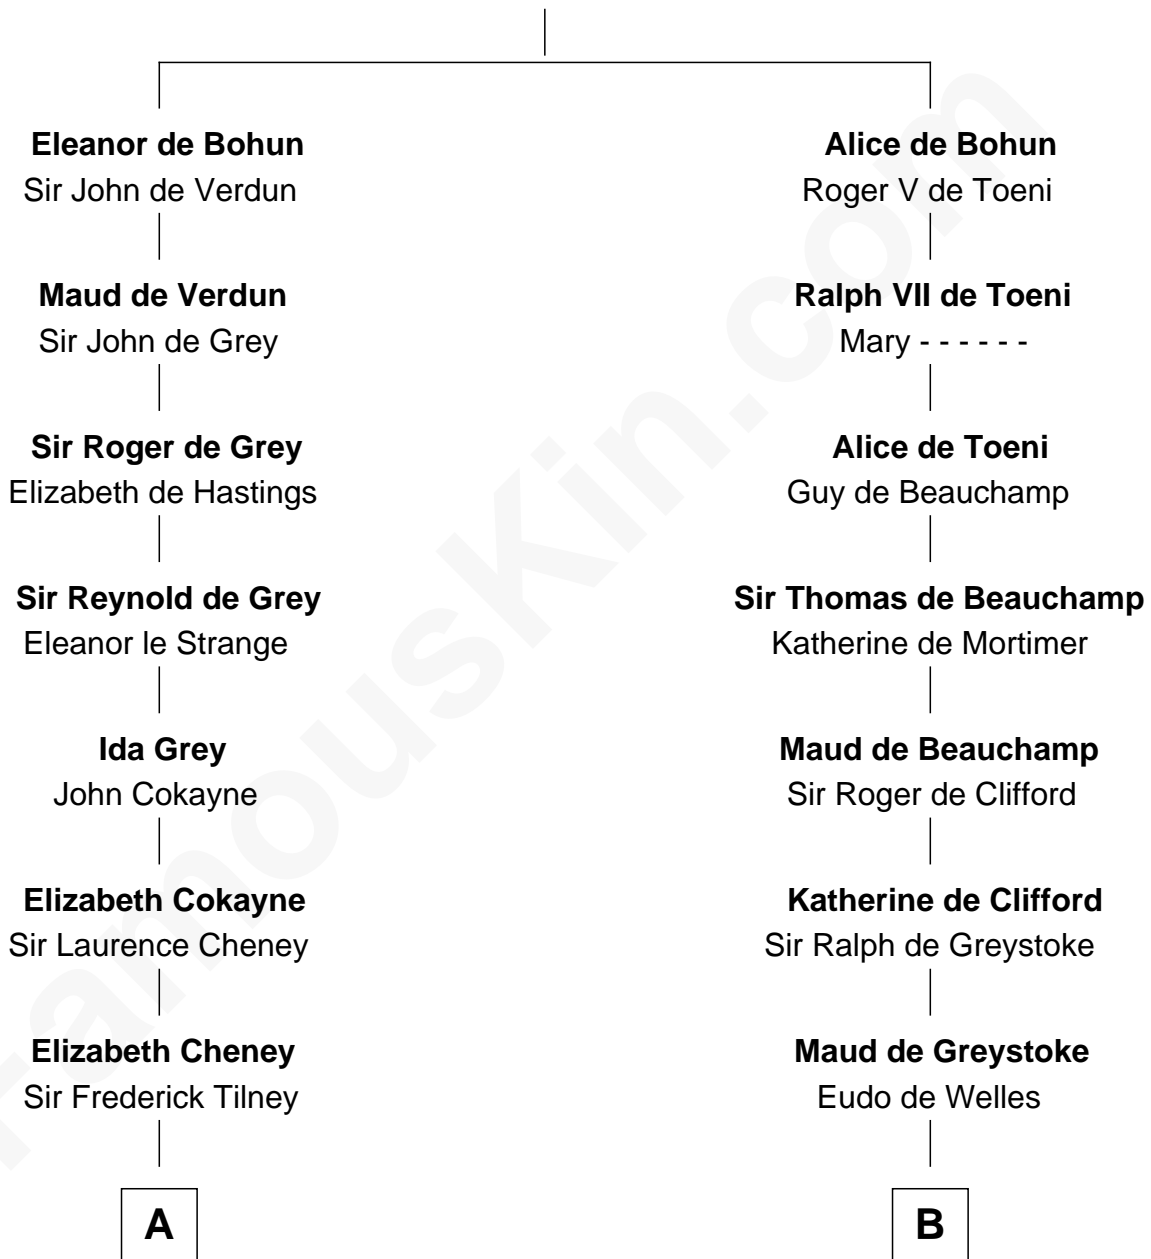 Eleanor de Bohun
Sir John de Verdun
Maud de Verdun
Sir John de Grey
Sir Roger de Grey
Elizabeth de Hastings
Sir Reynold de Grey
Eleanor le Strange
Ida Grey
John Cokayne
Elizabeth Cokayne
Sir Laurence Cheney
Elizabeth Cheney
Sir Frederick Tilney
A
Alice de Bohun
Roger V de Toeni
Ralph VII de Toeni
Mary - - - - - -
Alice de Toeni
Guy de Beauchamp
Sir Thomas de Beauchamp
Katherine de Mortimer
Maud de Beauchamp
Sir Roger de Clifford
Katherine de Clifford
Sir Ralph de Greystoke
Maud de Greystoke
Eudo de Welles
B
FamousKin.com